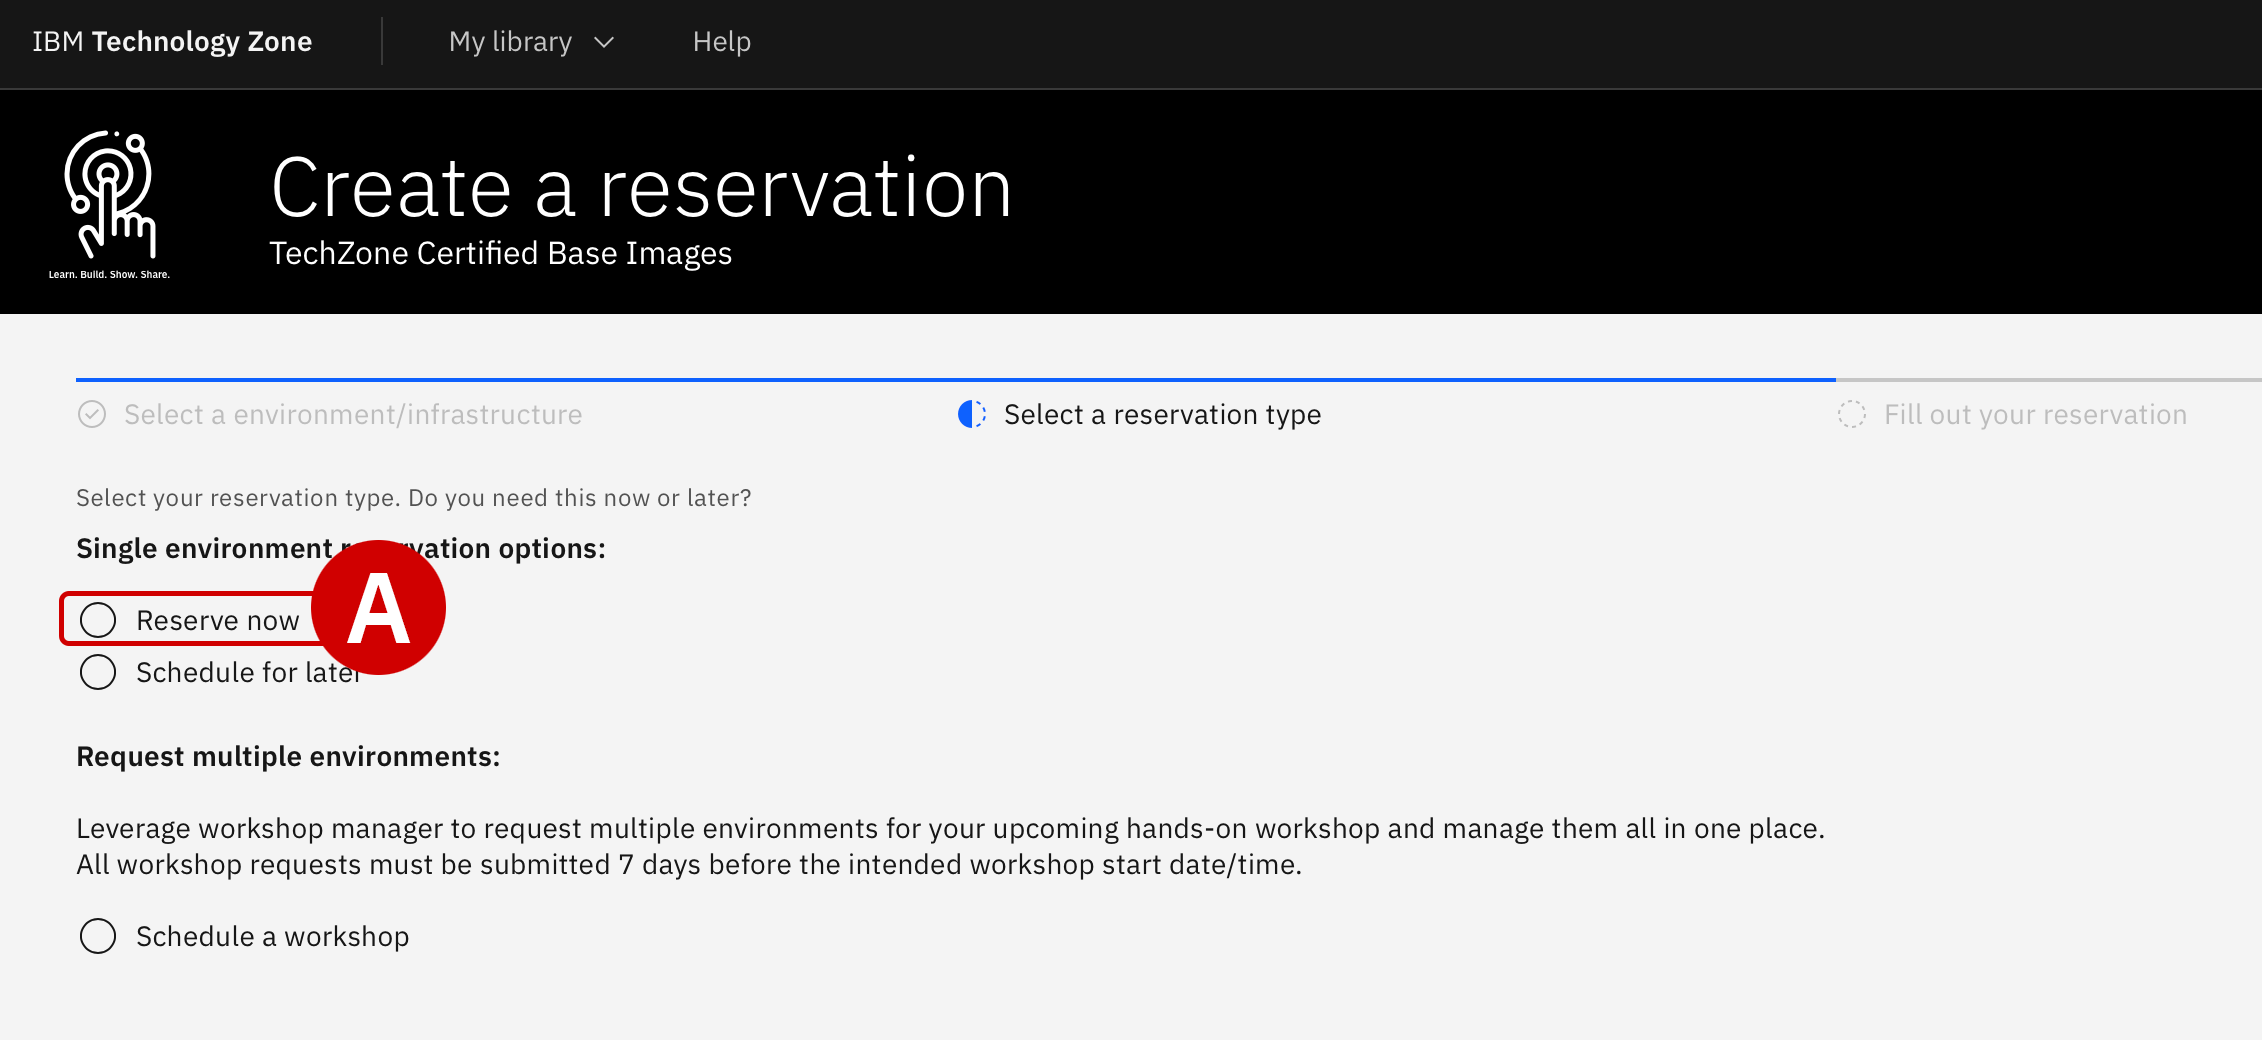 IBM Technology Zone
My library
Help
Create a reservation
TechZone Certified Base Images
Learn. Build. Show. Share.
Select a environment/infrastructure
Select a reservation type
Fill out your reservation
Select your reservation type. Do you need this now or later?
Single environment options:
A
Reserve now
Schedule for later
Request multiple environments:
Leverage workshop manager to request multiple environments for your upcoming hands-on workshop and manage them all in one place.
All workshop requests must be submitted 7 days before the intended workshop start date/time.
Schedule a workshop